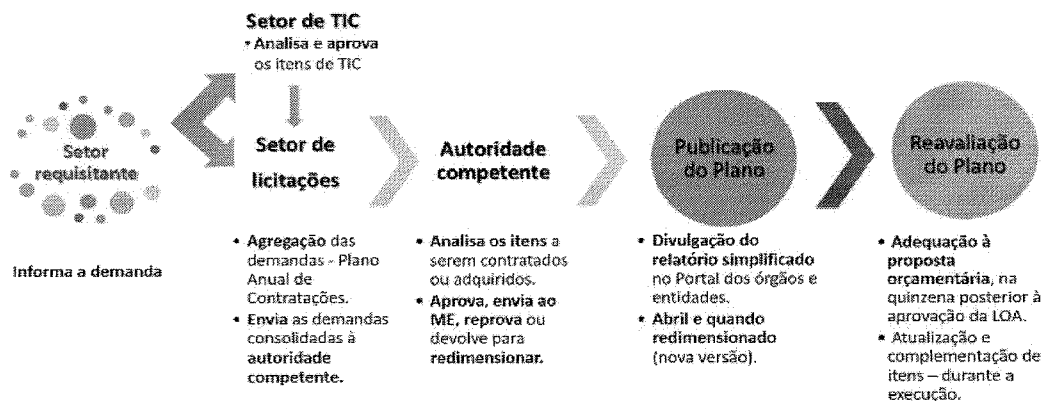 Setor de TIC
• Analisa e aprova
os itens de TIC
Setor
requisitante
Informa a demanda
Setor de
licitações
• Agregação das
demandas - Plano
Anual de
Contratações.
• Envia as demandas
consolidadas à
autoridade
competente.
Autoridade
competente
• Analisa os itens a
serem contratados
ou adquiridos.
• Aprova, envia ao
ME, reprova ou
devolve para
redimensionar.
Publicação
do Plano
• Divulgação do
relatório simplificado
no Portal dos órgãos e
entidades.
• Abril e quando
redimensionado
(nova versão).
Reavaliação
do Plano
• Adequação à
proposta
orçamentária, na
quinzena posterior à
aprovação da LOA.
• Atualização e
complementação de
itens – durante a
execução.